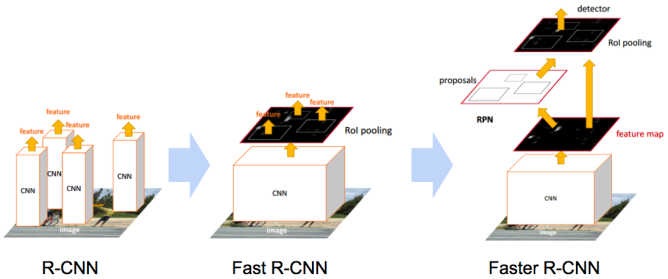 feature
feature
feature
feature
CNN
CNN
CNN
CNN
image
R-CNN
feature
feature
feature
RoI pooling
CNN
image
Fast R-CNN
detector
RoI pooling
proposals
RPN
feature map
CNN
image
Faster R-CNN